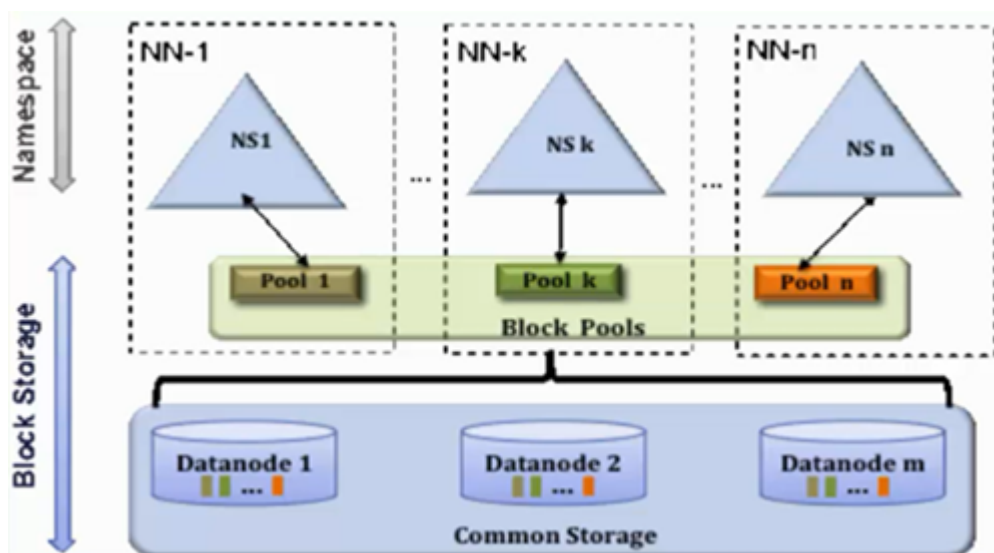 Namespace
NN-1
NN-k
NN-n
NS1
NS k
NS n
...
...
Pool 1
Pool k
Pool n
Block Pools
Block Storage
Datanode 1
Datanode 2
Datanode m
...
...
...
Common Storage